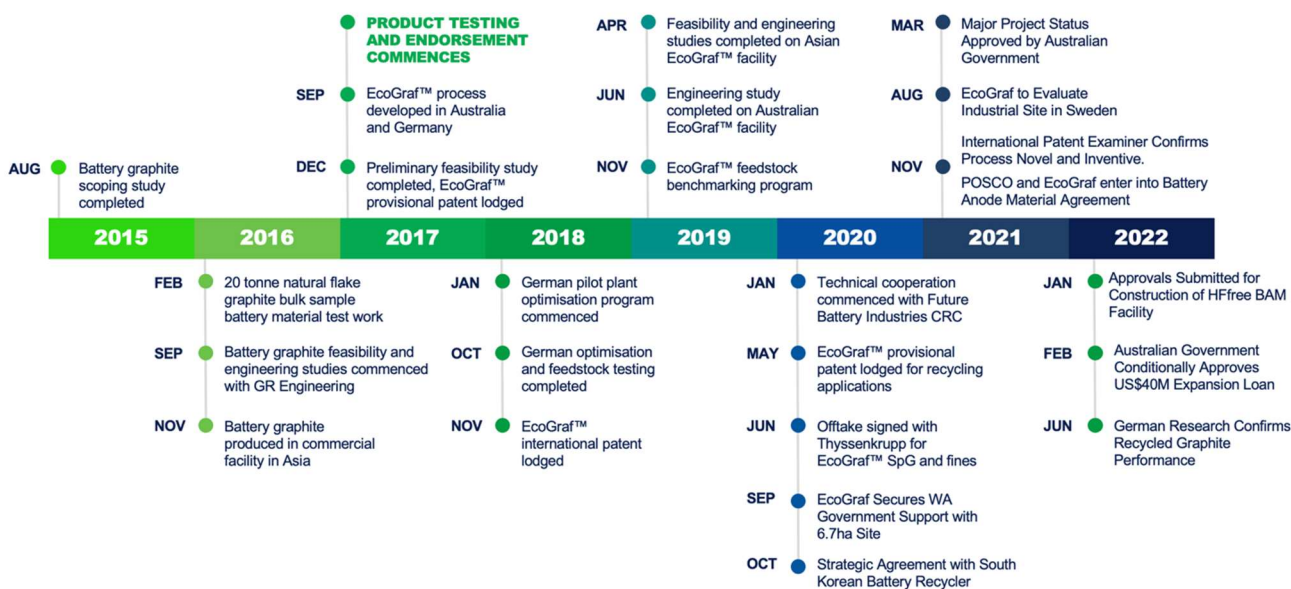 AUG
Battery graphite
scoping study
completed
PRODUCT TESTING
AND ENDORSEMENT
COMMENCES
SEP
EcoGraf™ process
developed in Australia
and Germany
DEC
Preliminary feasibility study
completed, EcoGraf™
provisional patent lodged
APR
Feasibility and engineering
studies completed on Asian
EcoGraf™ facility
JUN
Engineering study
completed on Australian
EcoGraf™ facility
NOV
EcoGraf™ feedstock
benchmarking program
MAR
Major Project Status
Approved by Australian
Government
AUG
EcoGraf to Evaluate
Industrial Site in Sweden
NOV
International Patent Examiner Confirms
Process Novel and Inventive.
POSCO and EcoGraf enter into Battery
Anode Material Agreement
2015 2016 2017 2018 2019 2020 2021 2022
FEB
20 tonne natural flake
graphite bulk sample
battery material test work
SEP
Battery graphite feasibility and
engineering studies commenced
with GR Engineering
NOV
Battery graphite
produced in commercial
facility in Asia
JAN
German pilot plant
optimisation program
commenced
OCT
German optimisation
and feedstock testing
completed
NOV
EcoGraf™
international patent
lodged
JAN
Technical cooperation
commenced with Future
Battery Industries CRC
MAY
EcoGraf™ provisional
patent lodged for recycling
applications
JUN
Offtake signed with
Thyssenkrupp for
EcoGraf™ SpG and fines
SEP
EcoGraf Secures WA
Government Support with
6.7ha Site
OCT
Strategic Agreement with South
Korean Battery Recycler
JAN
Approvals Submitted for
Construction of HFfree BAM
Facility
FEB
Australian Government
Conditionally Approves
US$40M Expansion Loan
JUN
German Research Confirms
Recycled Graphite
Performance